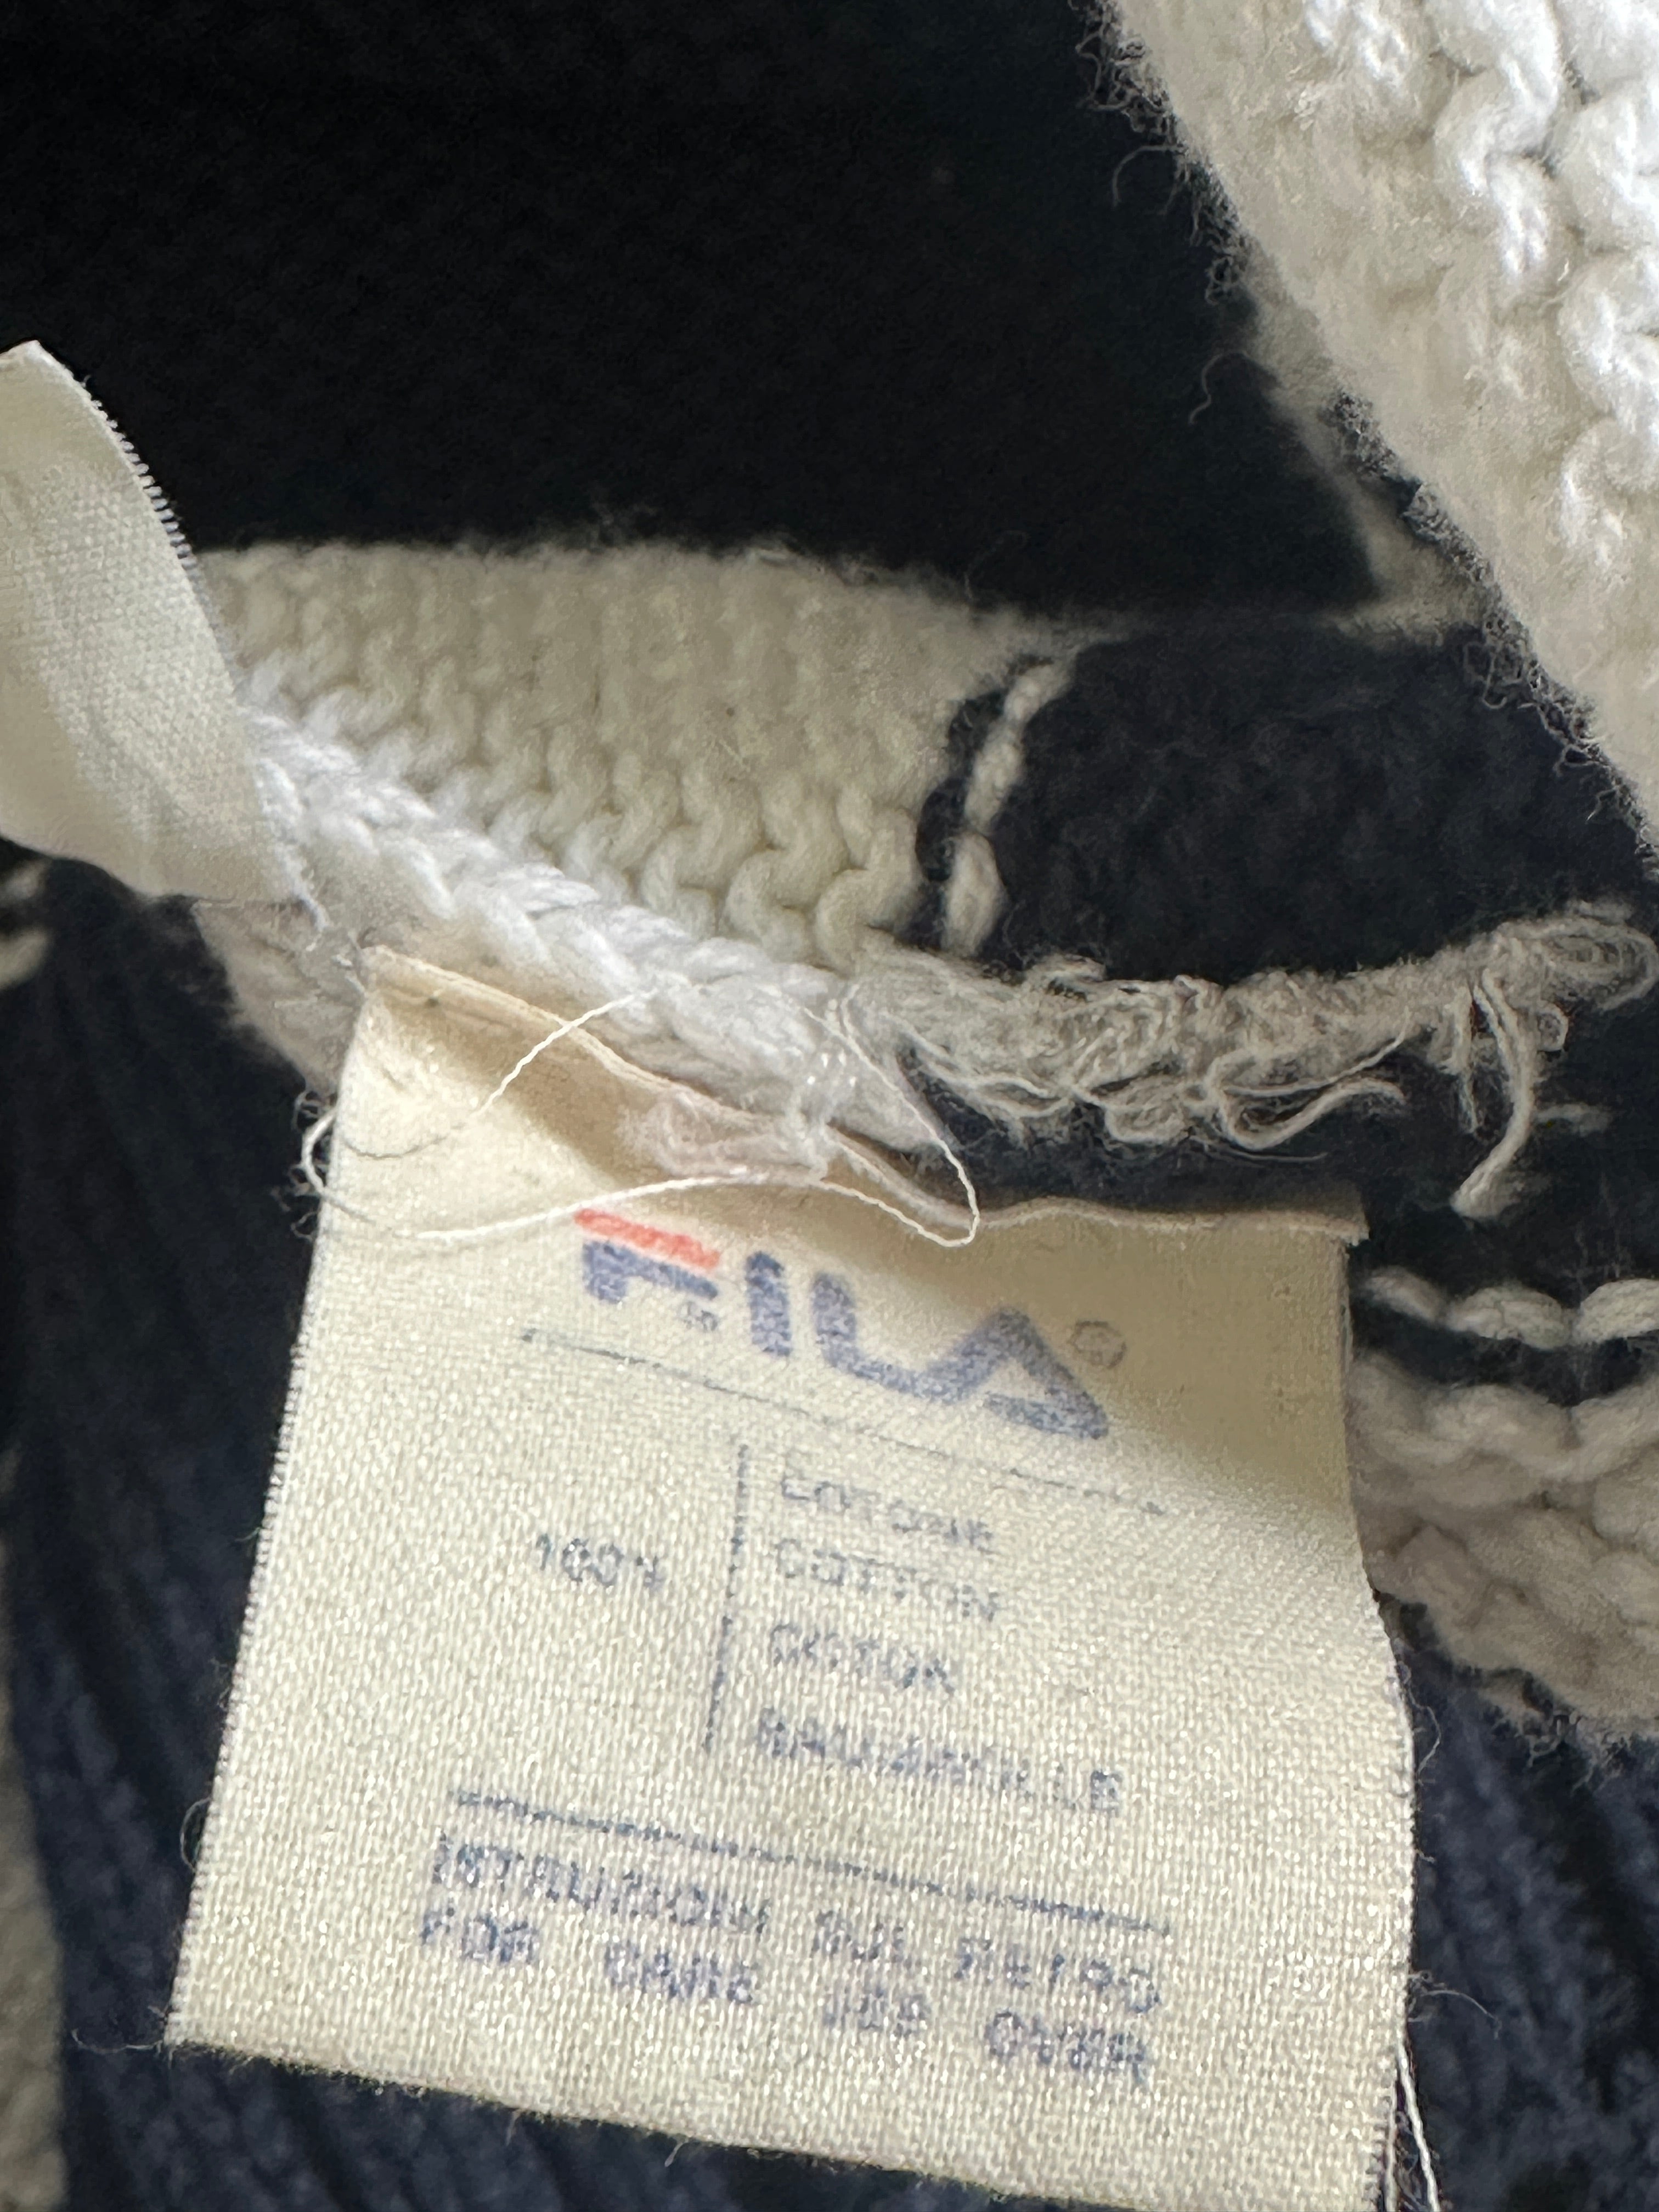 FILA®
100%
COTONE
COTTON
COTON
BAUMWOLLE
ISTRUZIONI SUL RETRO
FOR CARE SEE OVER